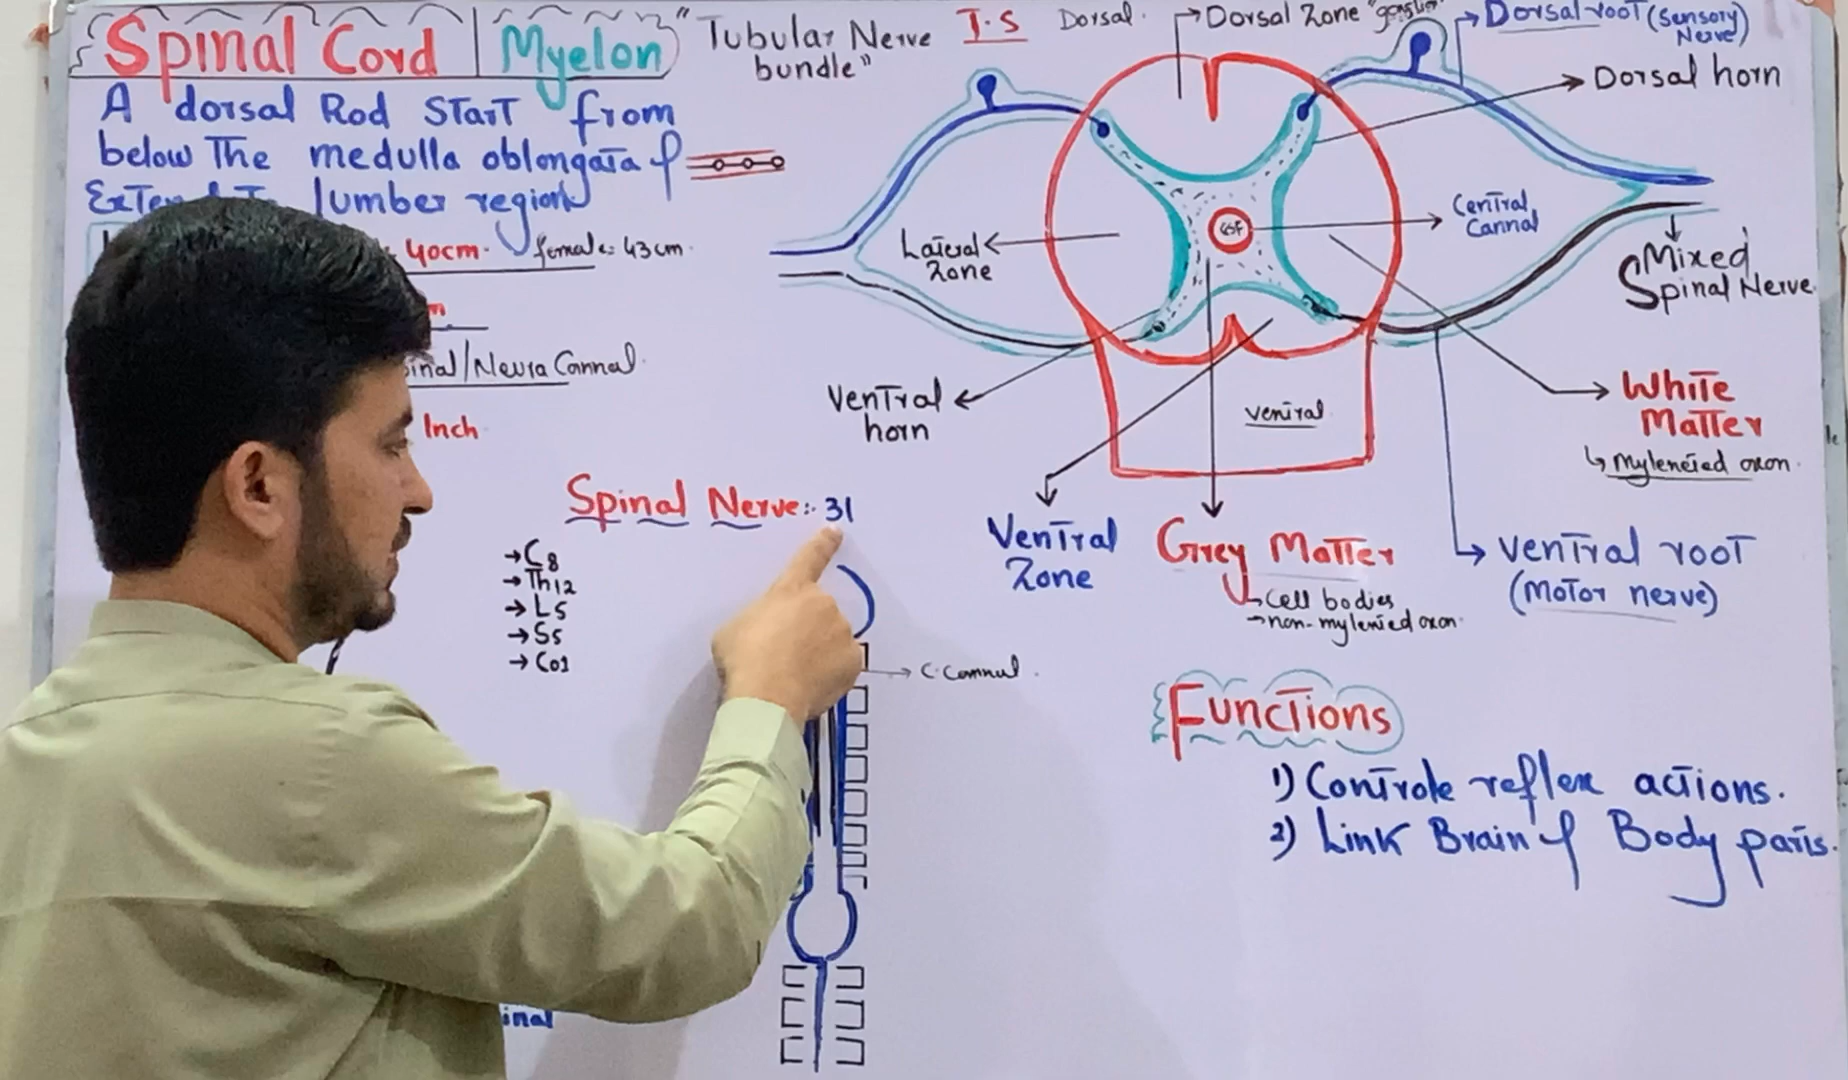 Spinal Cord | Myelon
"Tubular Nerve
bundle"
A dorsal Rod Start from
below The medulla oblongata &
lumber region
40cm. female: 43cm.
m
inal/Neura Cannal.
Inch
Spinal Nerve:- 31
→C8
→Th12
→L5
→S5
→Co1
inal
T.S
Dorsal.
Dorsal Zone "ganglion"
Dorsal root (Sensory
Nerve)
Dorsal horn
Lateral
Zone
CSF
Central
Cannal
Mixed
Spinal Nerve
Ventral
horn
ventral
White
Matter
Ventral
Zone
Grey Matter
Cell bodies
non-mylenied axon
Ventral root
(Motor nerve)
C.Cannal.
Functions
1) Controle reflex actions.
2) Link Brain & Body parts.